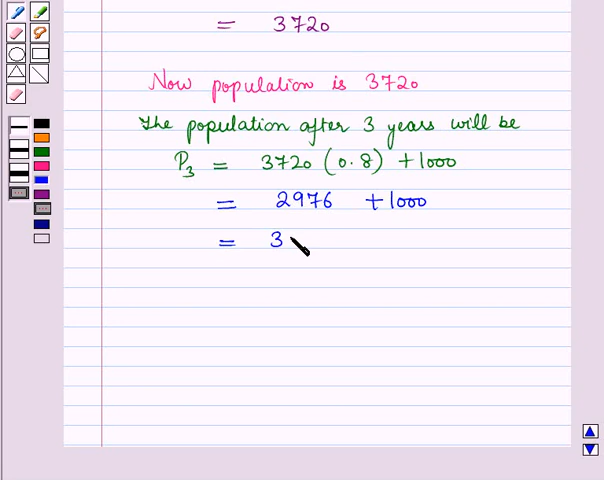 = 3720
Now population is 3720
The population after 3 years will be
P₃ = 3720 (0.8) + 1000
= 2976 + 1000
= 3